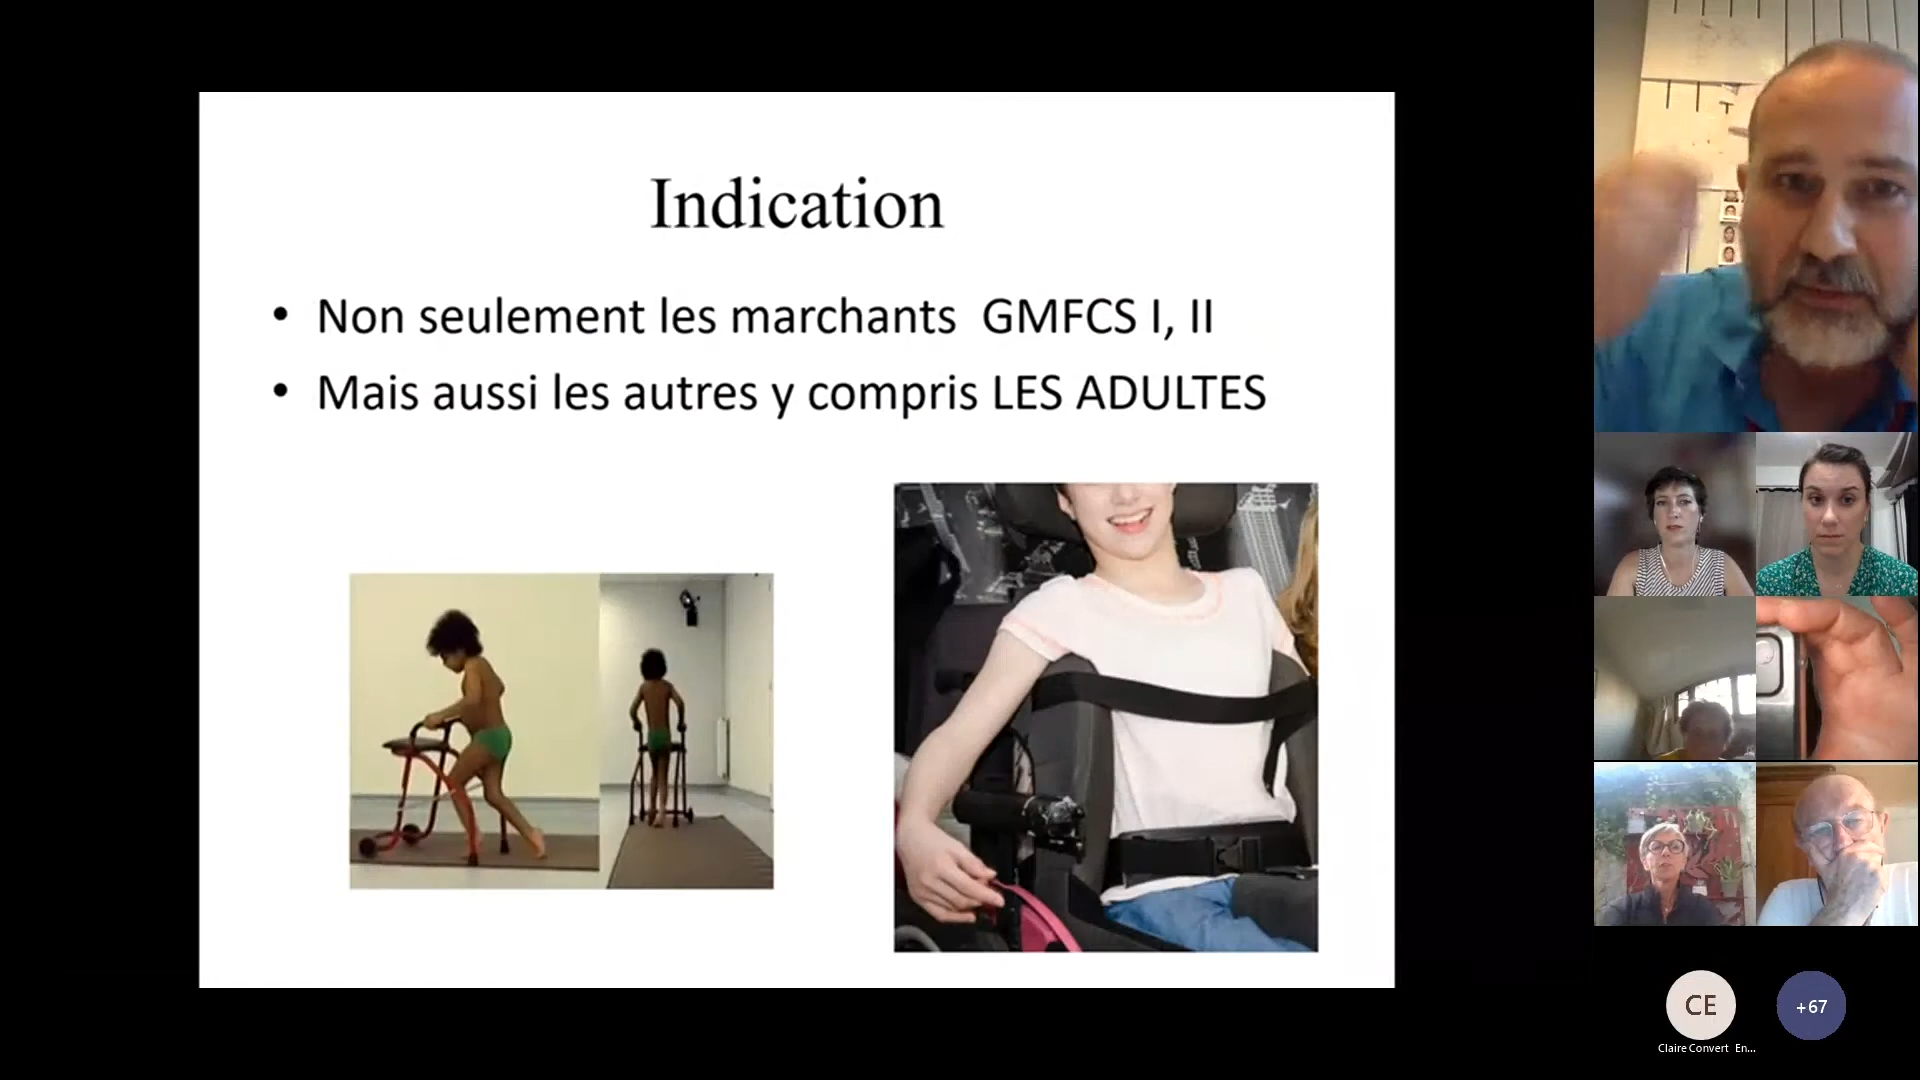 Indication
• Non seulement les marchants GMFCS I, II
• Mais aussi les autres y compris LES ADULTES
CE
+67
Claire Convert En...